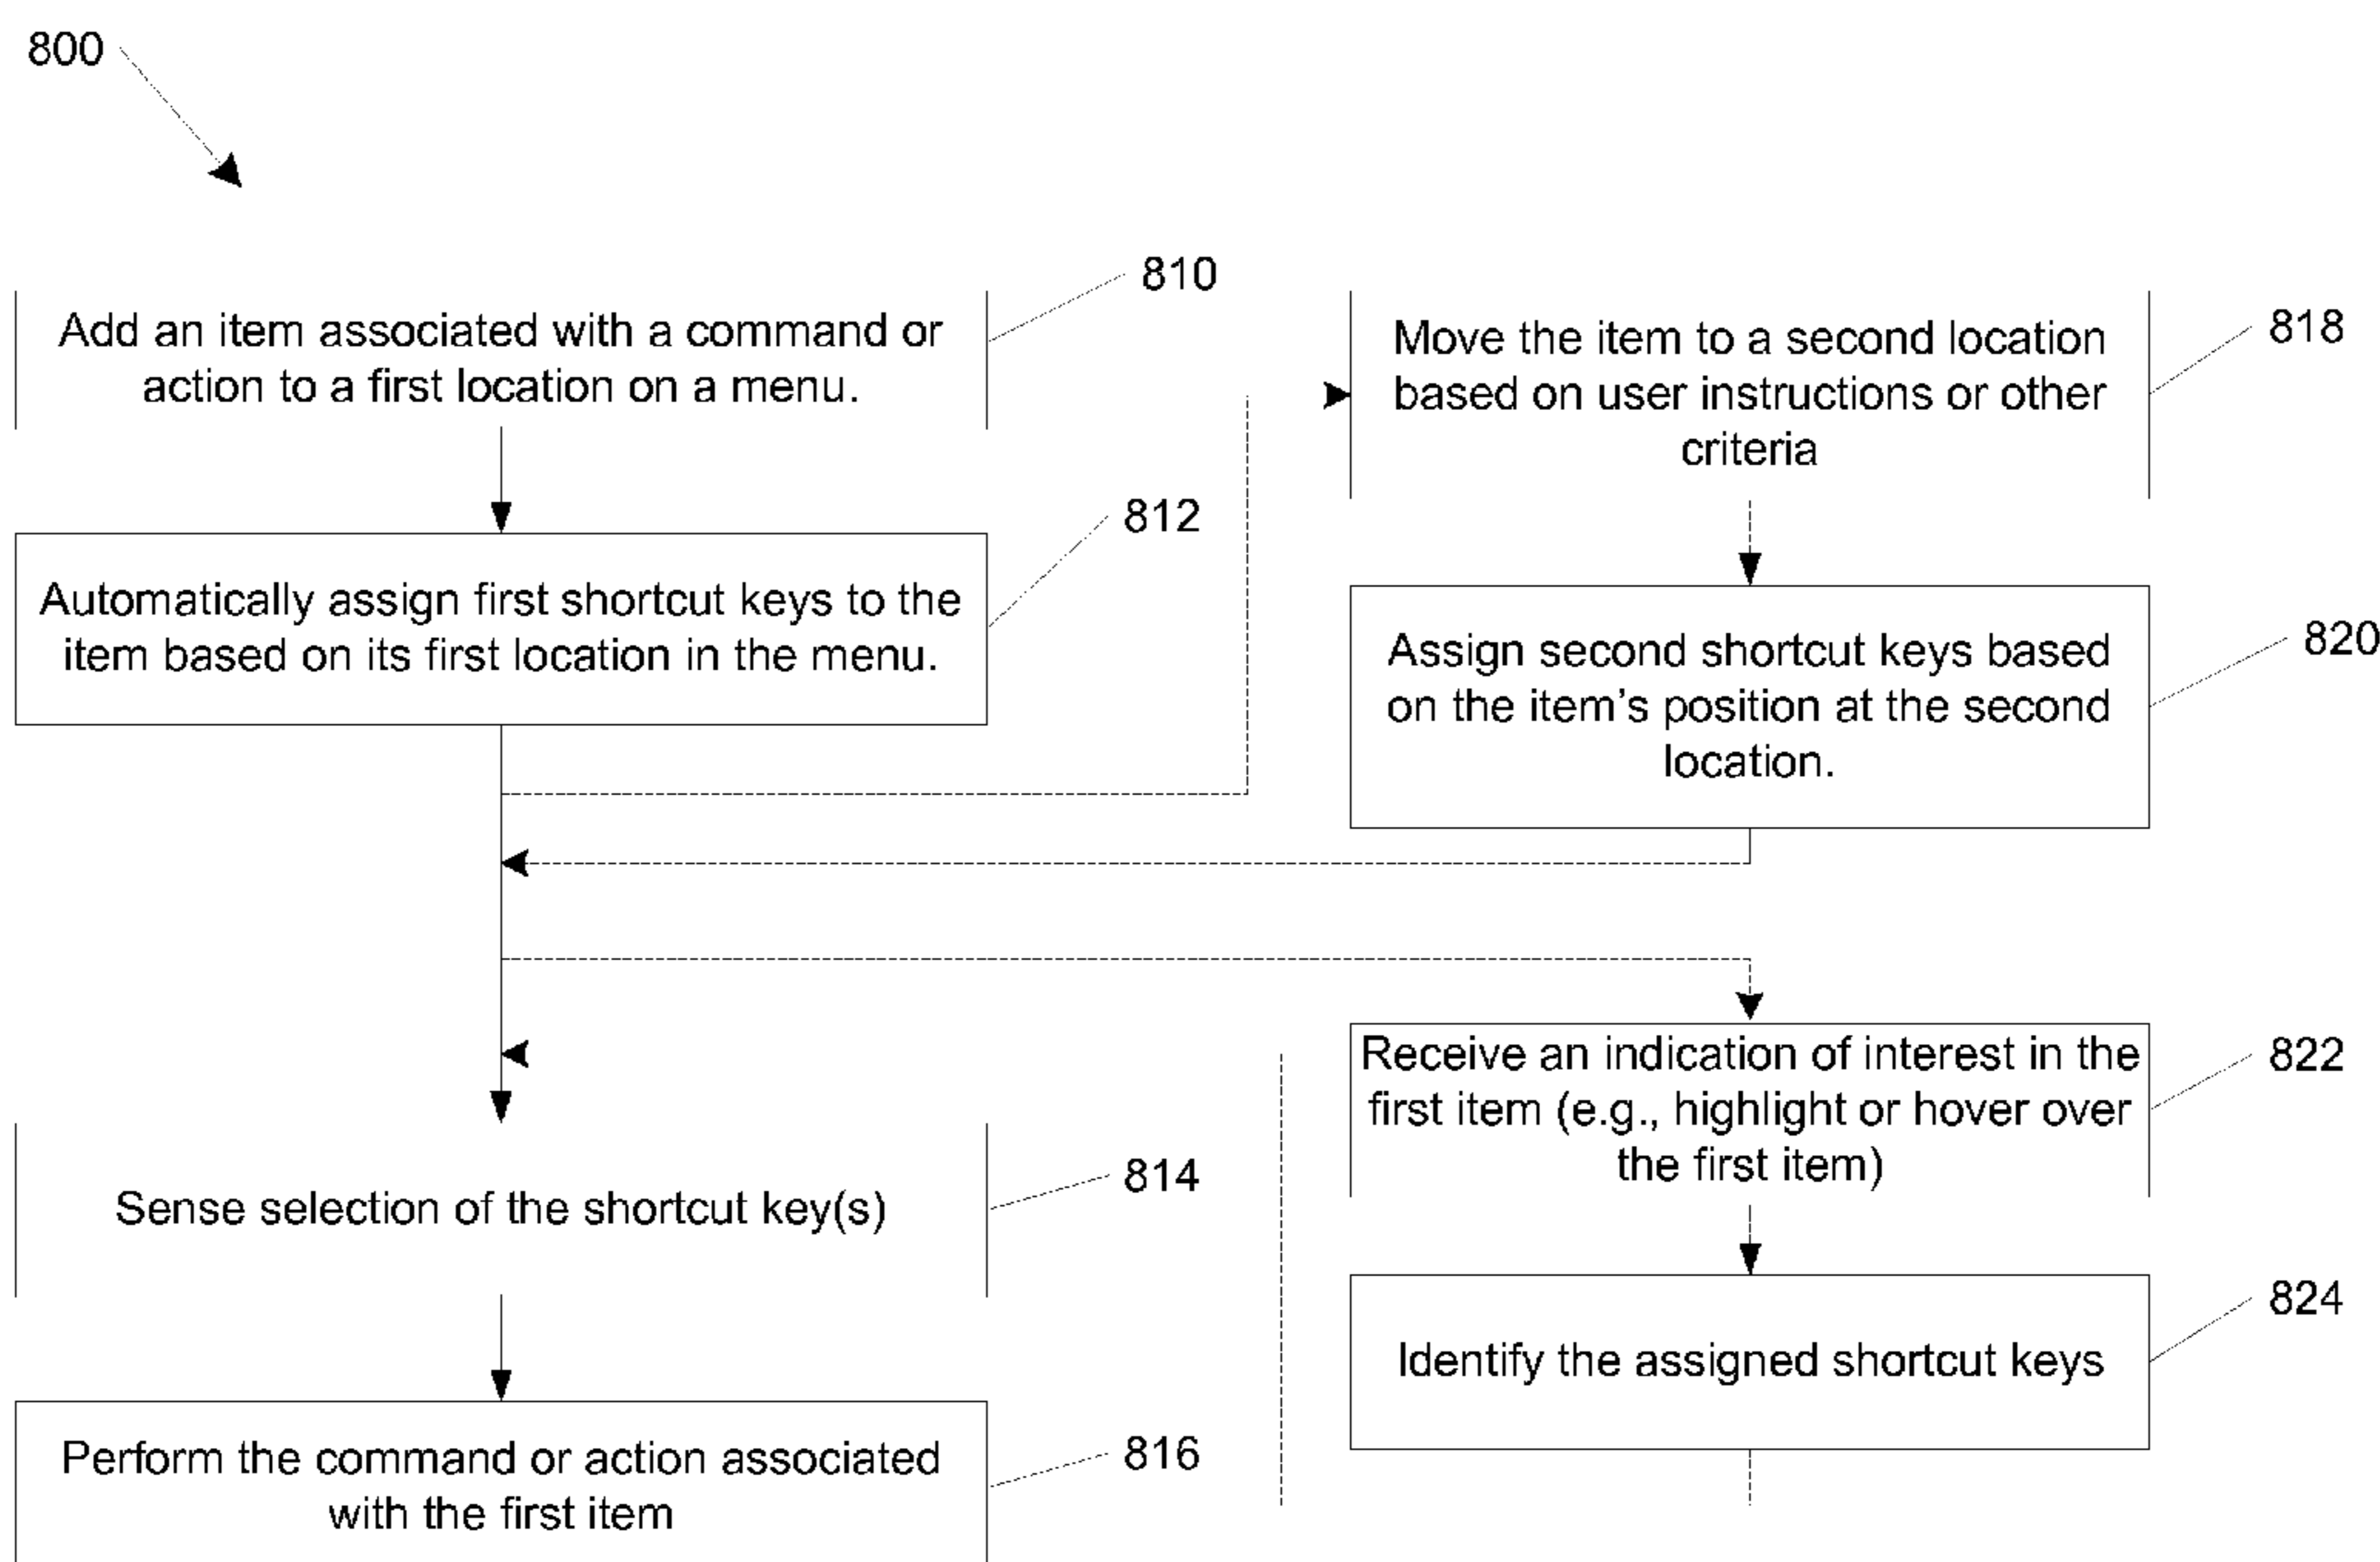 800
810
Add an item associated with a command or
action to a first location on a menu.
818
Move the item to a second location
based on user instructions or other
criteria
812
Automatically assign first shortcut keys to the
item based on its first location in the menu.
820
Assign second shortcut keys based
on the item’s position at the second
location.
822
Receive an indication of interest in the
first item (e.g., highlight or hover over
the first item)
814
Sense selection of the shortcut key(s)
824
Identify the assigned shortcut keys
816
Perform the command or action associated
with the first item